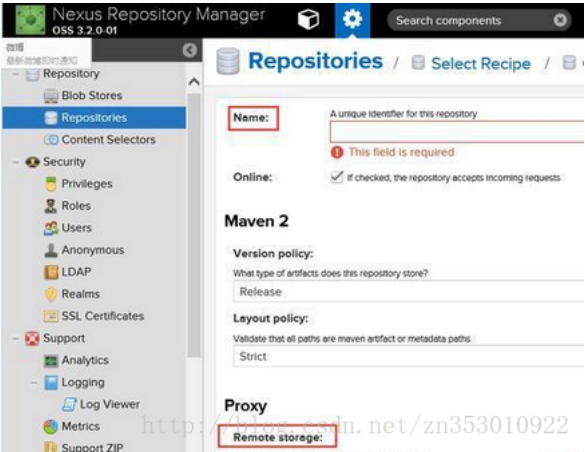 Nexus Repository Manager
OSS 3.2.0-01
Search components
微博
最新微博即时通知
Repository
Blob Stores
Repositories
Content Selectors
Security
Privileges
Roles
Users
Anonymous
LDAP
Realms
SSL Certificates
Support
Analytics
Logging
Log Viewer
Metrics
Support ZIP
Repositories / Select Recipe /
Name:
A unique identifier for this repository
This field is required
Online:
If checked, the repository accepts incoming requests
Maven 2
Version policy:
What type of artifacts does this repository store?
Release
Layout policy:
Validate that all paths are maven artifact or metadata paths
Strict
Proxy
Remote storage:
http://blog.csdn.net/zn353010922